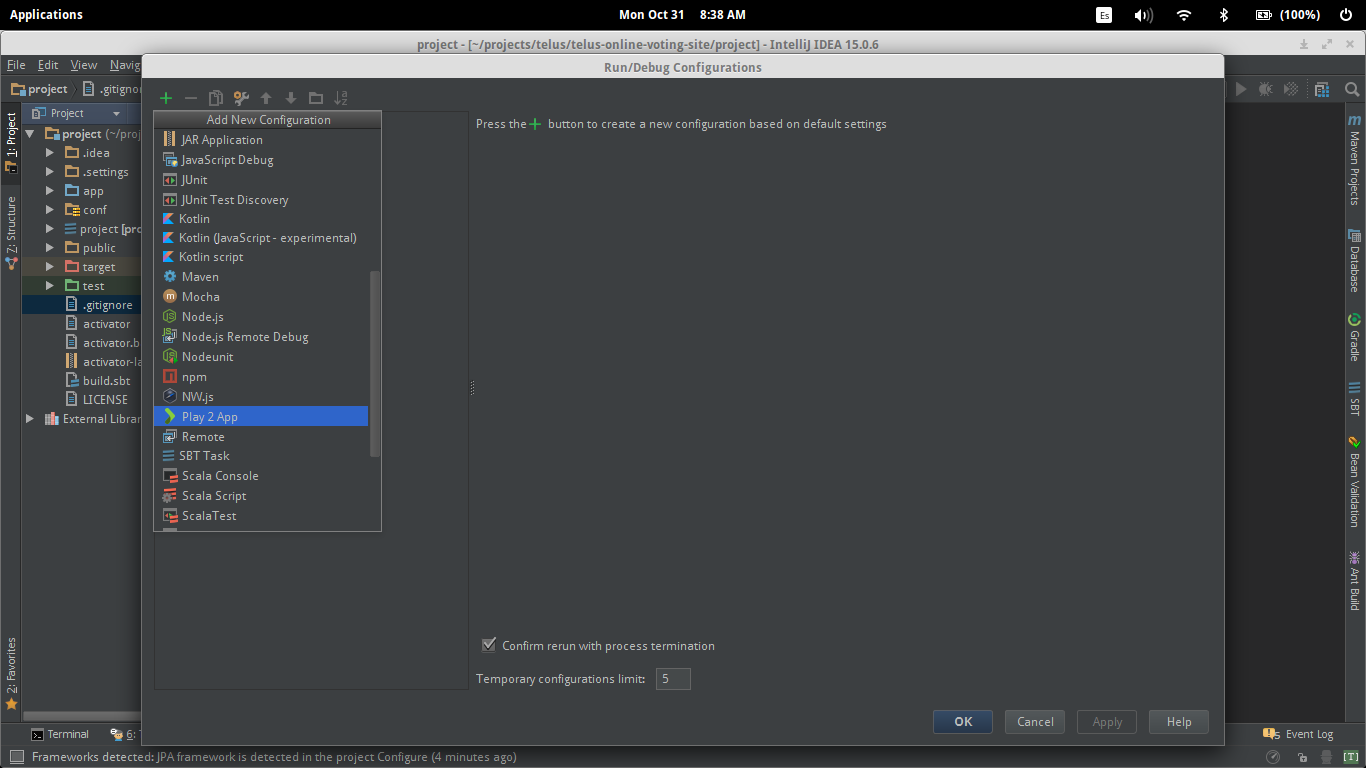 Applications
Mon Oct 31 8:38 AM
Es
(100%)
project - [~/projects/telus/telus-online-voting-site/project] - IntelliJ IDEA 15.0.6
File Edit View Navig
Run/Debug Configurations
project
.gitigno
1: Project
Z: Structure
2: Favorites
Project
project (~/proj
.idea
.settings
app
conf
project [pro
public
target
test
.gitignore
activator
activator.b
activator-la
build.sbt
LICENSE
External Librar
Add New Configuration
JAR Application
JavaScript Debug
JUnit
JUnit Test Discovery
Kotlin
Kotlin (JavaScript - experimental)
Kotlin script
Maven
Mocha
Node.js
Node.js Remote Debug
Nodeunit
npm
NW.js
Play 2 App
Remote
SBT Task
Scala Console
Scala Script
ScalaTest
Press the + button to create a new configuration based on default settings
Confirm rerun with process termination
Temporary configurations limit: 5
OK Cancel Apply Help
Maven Projects
Database
Gradle
SBT
Bean Validation
Ant Build
Terminal
6: T
Event Log
Frameworks detected: JPA framework is detected in the project Configure (4 minutes ago)
[T]